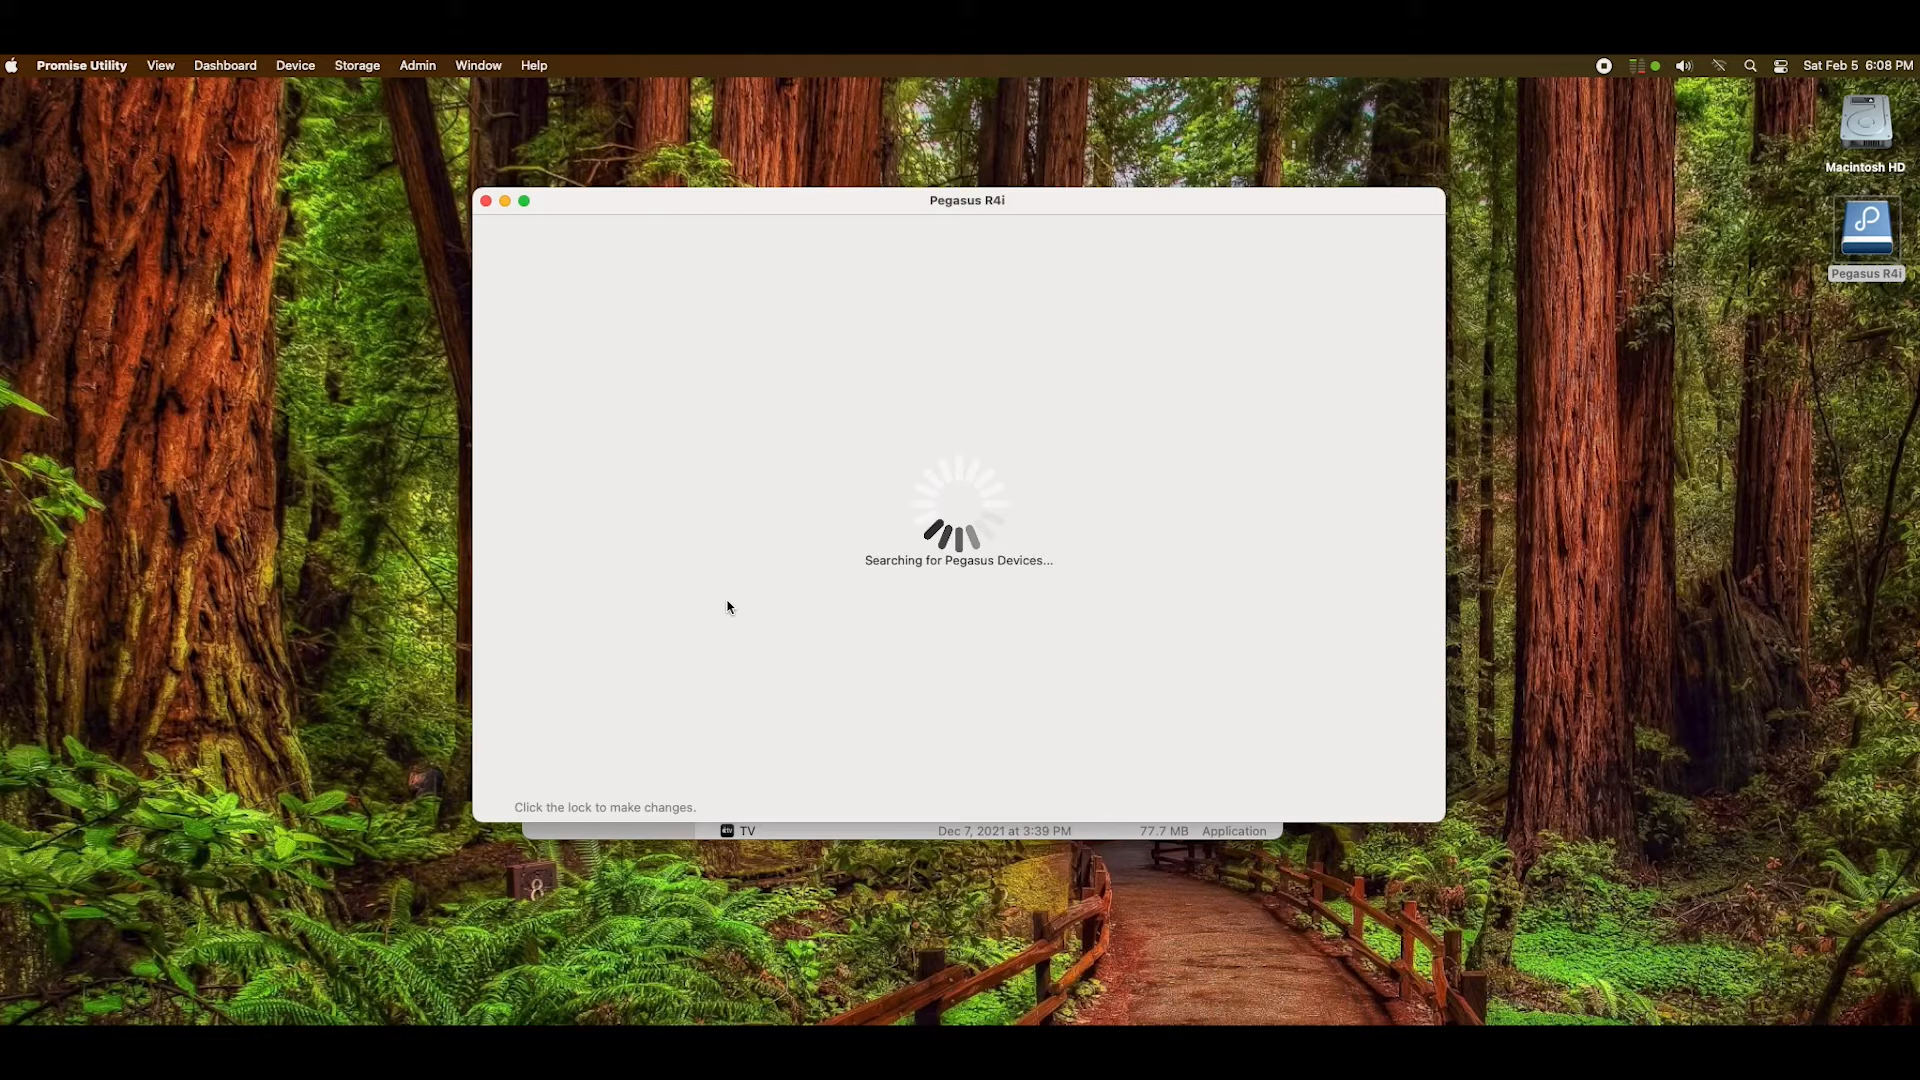 Promise Utility View Dashboard Device Storage Admin Window Help Sat Feb 5 6:08 PM
Macintosh HD
Pegasus R4i
Pegasus R4i
Searching for Pegasus Devices...
Click the lock to make changes.
tv TV Dec 7, 2021 at 3:39 PM 77.7 MB Application
8